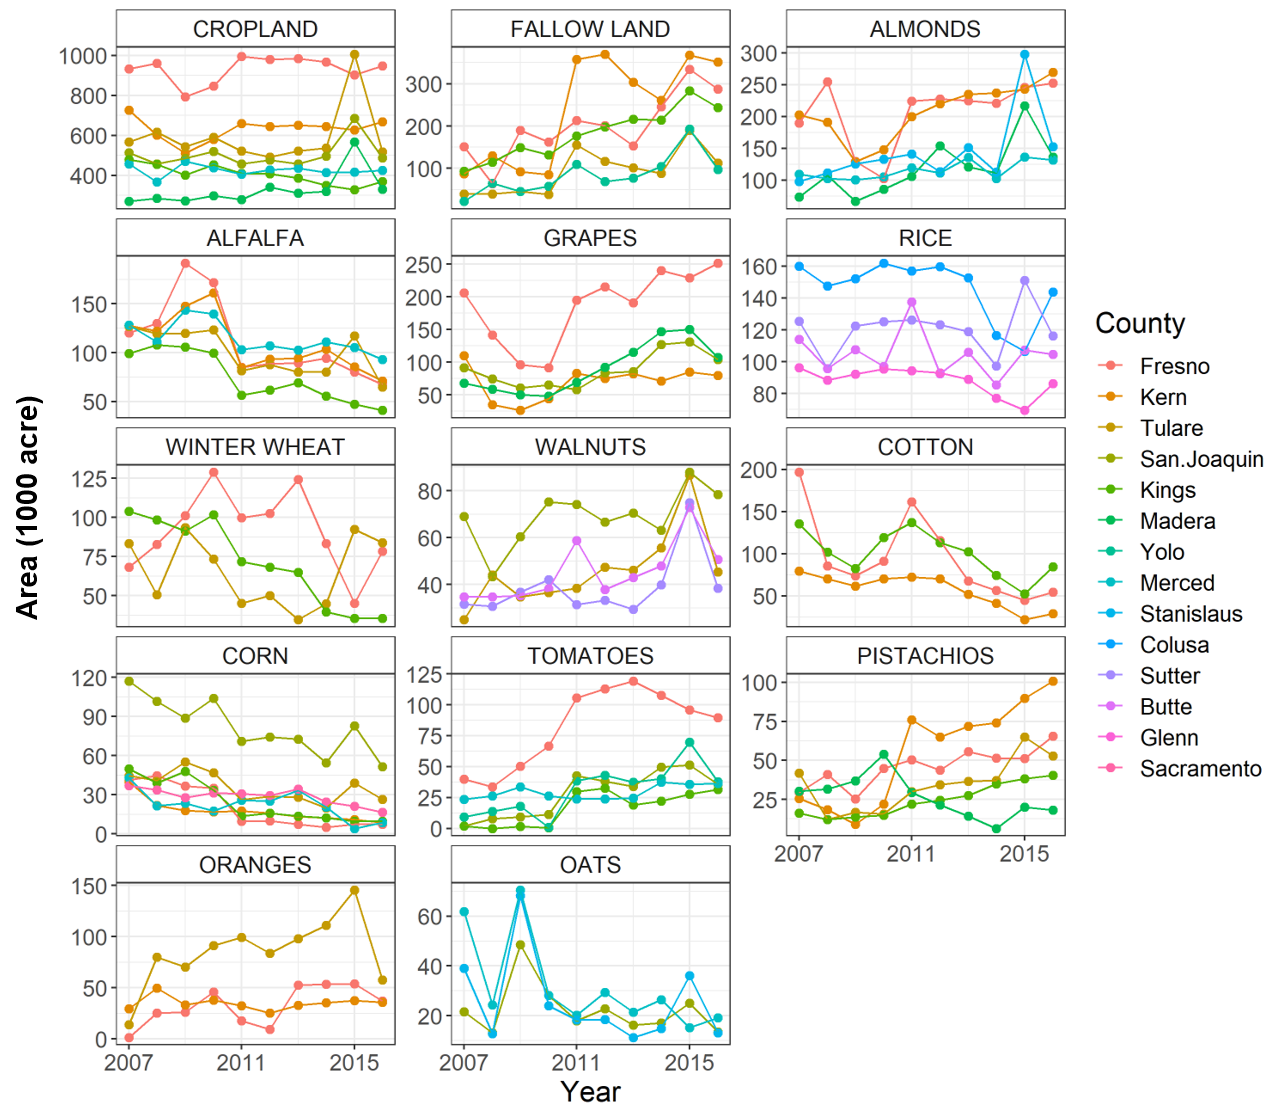 CROPLAND
FALLOW LAND
ALMONDS
1000
800
600
400
300
200
100
300
250
200
150
100
ALFALFA
GRAPES
RICE
150
100
50
250
200
150
100
50
160
140
120
100
80
WINTER WHEAT
WALNUTS
COTTON
125
100
75
50
80
60
40
200
150
100
50
CORN
TOMATOES
PISTACHIOS
120
90
60
30
0
125
100
75
50
25
0
100
75
50
25
2007 2011 2015
ORANGES
OATS
150
100
50
0
60
40
20
2007 2011 2015
2007 2011 2015
Year
Area (1000 acre)
County
Fresno
Kern
Tulare
San.Joaquin
Kings
Madera
Yolo
Merced
Stanislaus
Colusa
Sutter
Butte
Glenn
Sacramento